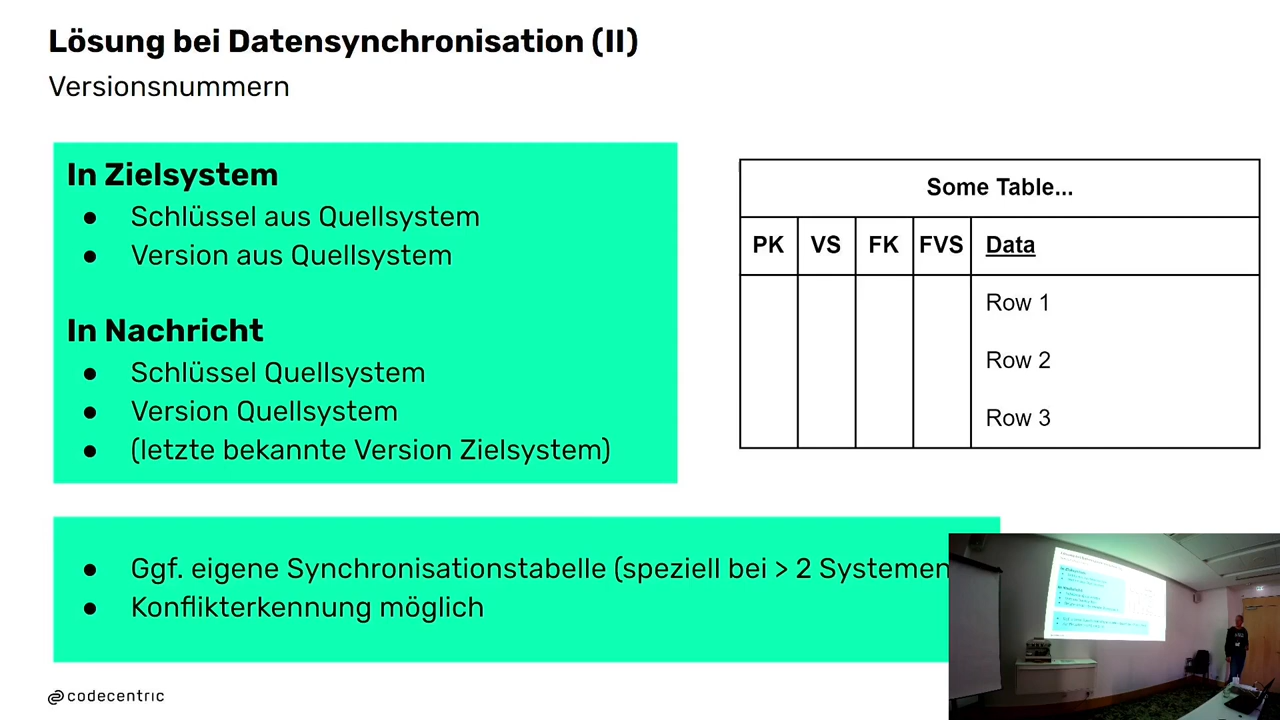 Lösung bei Datensynchronisation (II)
Versionsnummern
In Zielsystem
● Schlüssel aus Quellsystem
● Version aus Quellsystem
In Nachricht
● Schlüssel Quellsystem
● Version Quellsystem
● (letzte bekannte Version Zielsystem)
Some Table...
PK VS FK FVS Data
Row 1
Row 2
Row 3
● Ggf. eigene Synchronisationstabelle (speziell bei > 2 Systemen
● Konflikterkennung möglich
codecentric